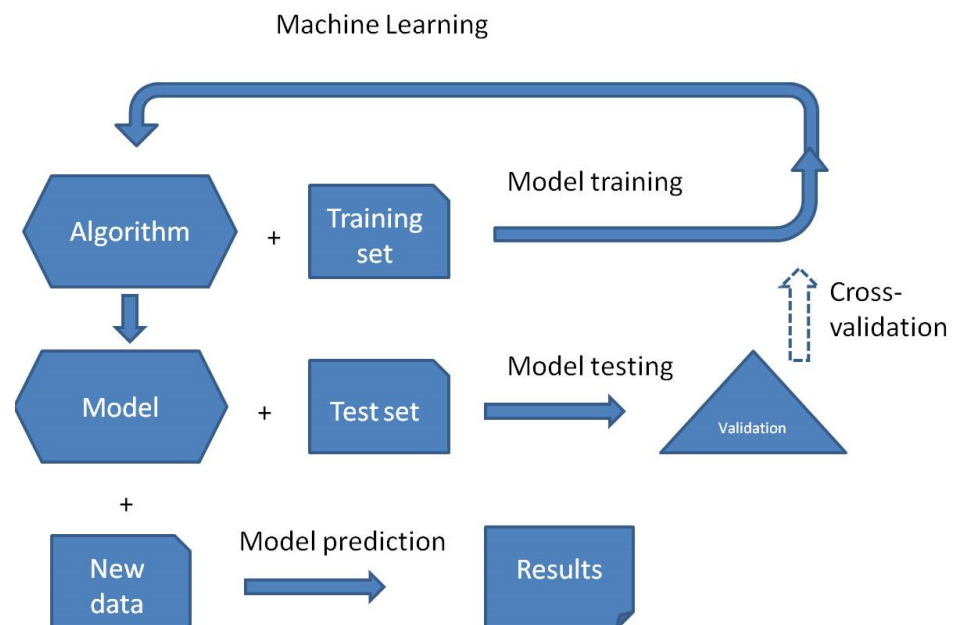 Machine Learning
Model training
Algorithm
+
Training
set
Cross-
validation
Model testing
Model
+
Test set
Validation
+
Model prediction
New
data
Results